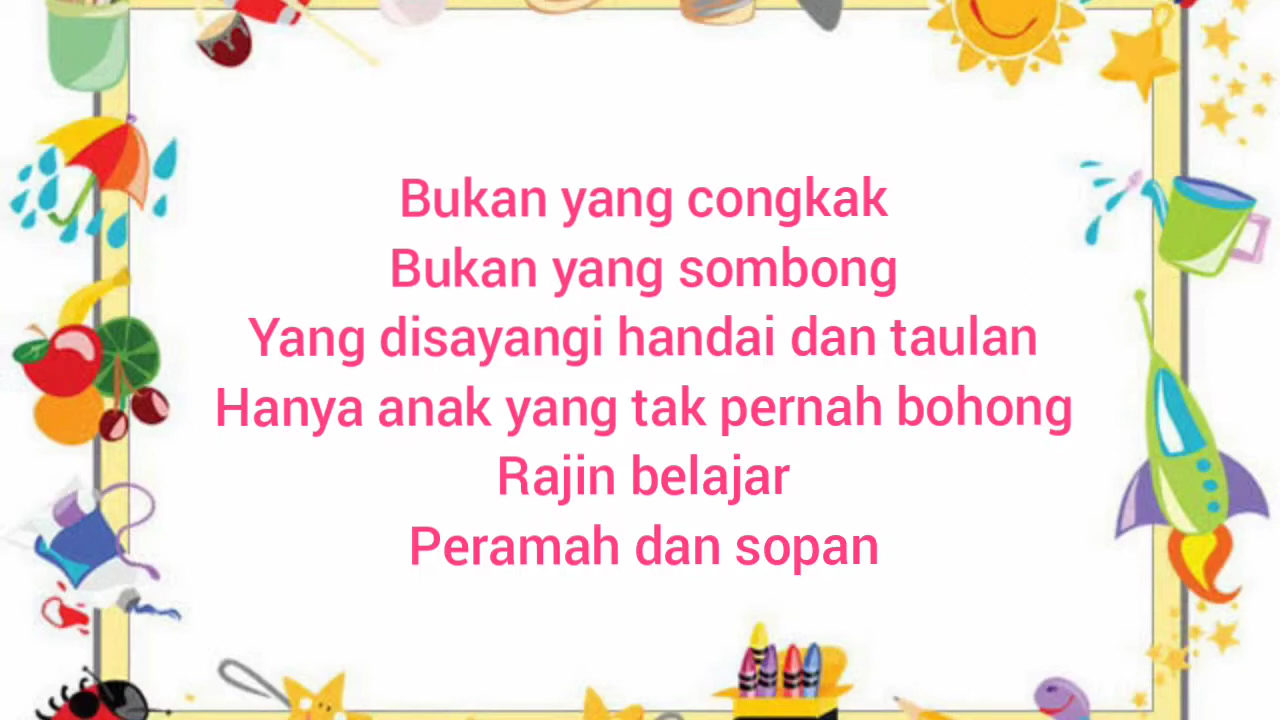 Bukan yang congkak
Bukan yang sombong
Yang disayangi handai dan taulan
Hanya anak yang tak pernah bohong
Rajin belajar
Peramah dan sopan